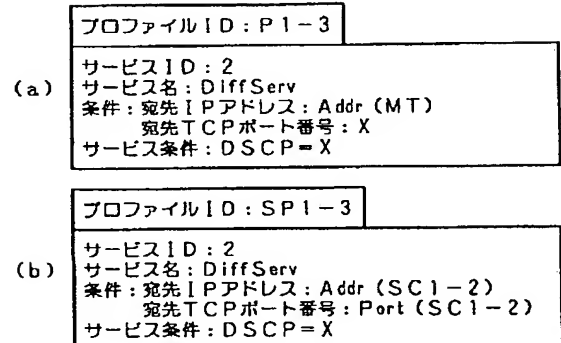 (a)
プロファイルID:P1-3
サービスID:2
サービス名:DiffServ
条件:宛先IPアドレス:Addr(MT)
宛先TCPポート番号:X
サービス条件:DSCP=X
(b)
プロファイルID:SP1-3
サービスID:2
サービス名:DiffServ
条件:宛先IPアドレス:Addr(SC1-2)
宛先TCPポート番号:Port(SC1-2)
サービス条件:DSCP=X